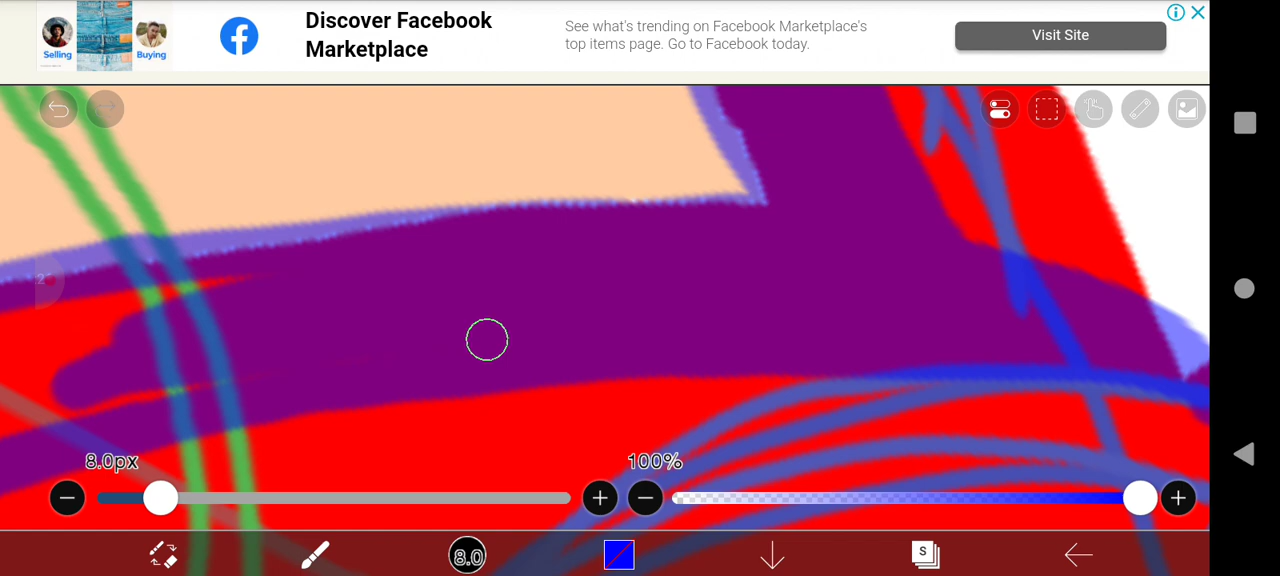 Discover Facebook
Marketplace
See what's trending on Facebook Marketplace's
top items page. Go to Facebook today.
Visit Site
Selling
Buying
8.0px
100%
8.0
S